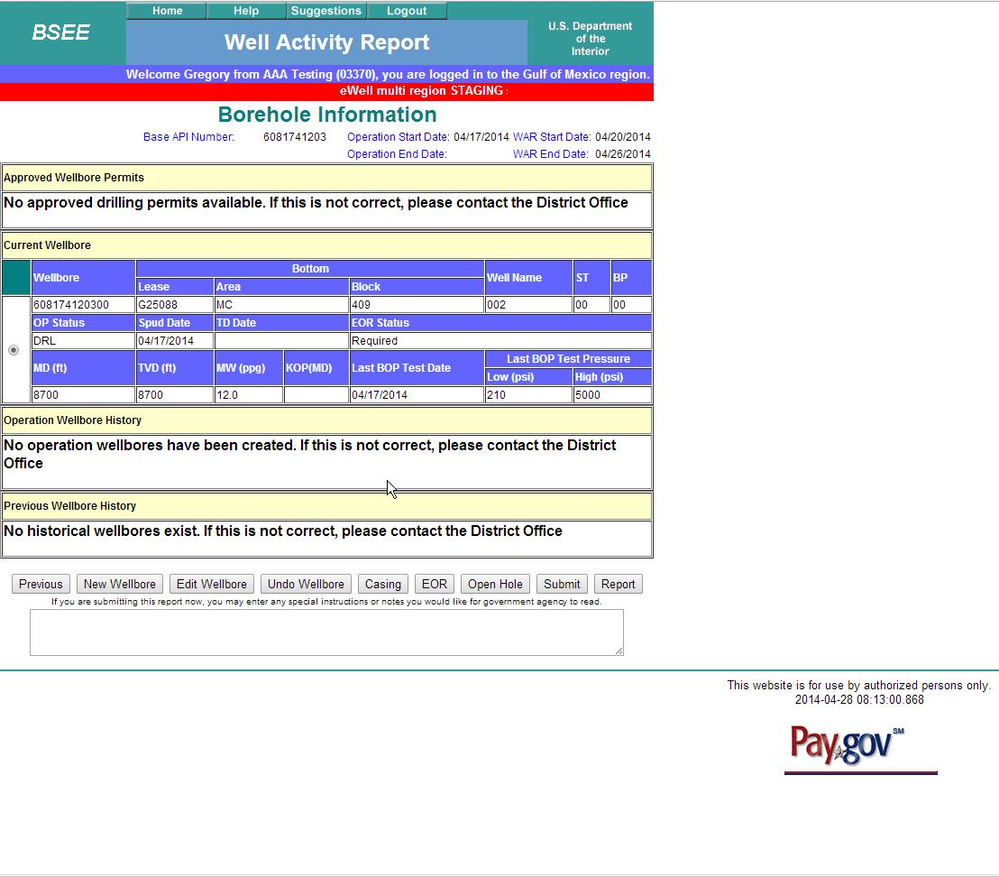 Home Help Suggestions Logout
BSEE
Well Activity Report
U.S. Department
of the
Interior
Welcome Gregory from AAA Testing (03370), you are logged in to the Gulf of Mexico region.
eWell multi region STAGING :
Borehole Information
Base API Number: 6081741203 Operation Start Date: 04/17/2014 WAR Start Date: 04/20/2014
Operation End Date: WAR End Date: 04/26/2014
Approved Wellbore Permits
No approved drilling permits available. If this is not correct, please contact the District Office
Current Wellbore
Wellbore Bottom Well Name ST BP
Lease Area Block
608174120300 G25088 MC 409 002 00 00
OP Status Spud Date TD Date EOR Status
DRL 04/17/2014 Required
MD (ft) TVD (ft) MW (ppg) KOP(MD) Last BOP Test Date Last BOP Test Pressure
Low (psi) High (psi)
8700 8700 12.0 04/17/2014 210 5000
Operation Wellbore History
No operation wellbores have been created. If this is not correct, please contact the District
Office
Previous Wellbore History
No historical wellbores exist. If this is not correct, please contact the District Office
Previous New Wellbore Edit Wellbore Undo Wellbore Casing EOR Open Hole Submit Report
If you are submitting this report now, you may enter any special instructions or notes you would like for government agency to read.
This website is for use by authorized persons only.
2014-04-28 08:13:00.868
Pay.gov SM